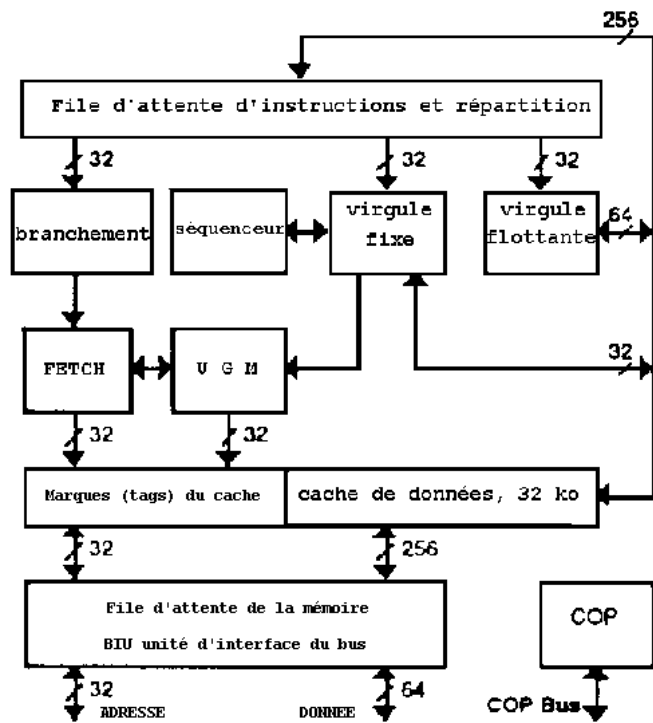 256
File d'attente d'instructions et répartition
32
32
32
branchement
séquenceur
virgule
fixe
virgule
flottante
64
FETCH
U G M
32
32
32
Marques (tags) du cache
cache de données, 32 ko
32
256
File d'attente de la mémoire
BIU unité d'interface du bus
COP
32
64
COP Bus
ADRESSE
DONNEE